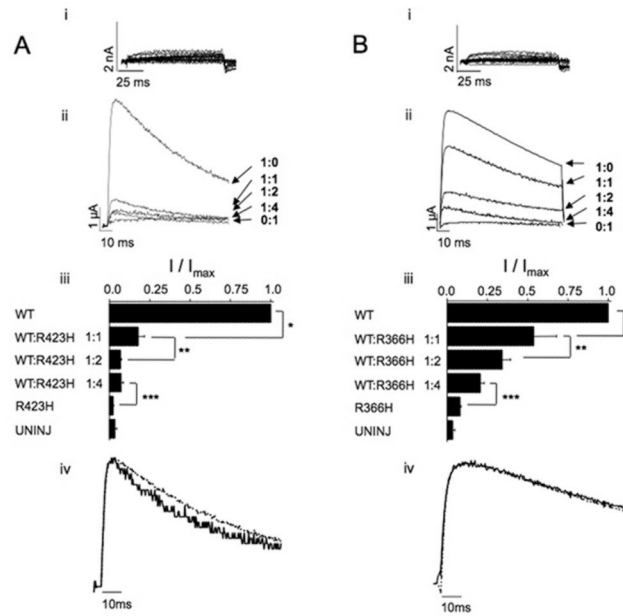 A
i
2 nA
25 ms
ii
1:0
1:1
1:2
1:4
0:1
1 µA
10 ms
iii
I / Imax
0.0 0.25 0.5 0.75 1.0
WT
*
WT:R423H 1:1
**
WT:R423H 1:2
WT:R423H 1:4
***
R423H
UNINJ
iv
10ms
B
i
2 nA
25 ms
ii
1:0
1:1
1:2
1:4
0:1
1 µA
10 ms
iii
I / Imax
0.0 0.25 0.5 0.75 1.0
WT
WT:R366H 1:1
**
WT:R366H 1:2
WT:R366H 1:4
***
R366H
UNINJ
iv
10ms